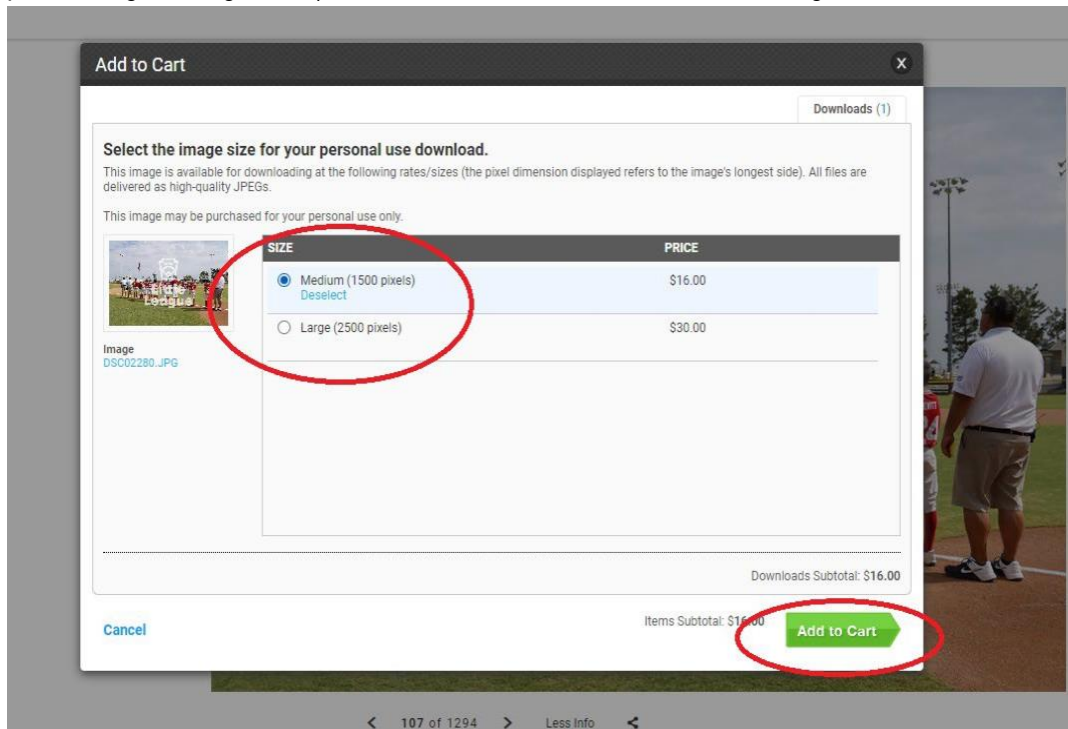 Add to Cart
X
Downloads (1)
Select the image size for your personal use download.
This image is available for downloading at the following rates/sizes (the pixel dimension displayed refers to the image's longest side). All files are
delivered as high-quality JPEGs.
This image may be purchased for your personal use only.
SIZE PRICE
Medium (1500 pixels) $16.00
Deselect
Large (2500 pixels) $30.00
Little
League
Image
DSC02280.JPG
Downloads Subtotal: $16.00
Cancel
Items Subtotal: $16.00
Add to Cart
< 107 of 1294 > Less Info